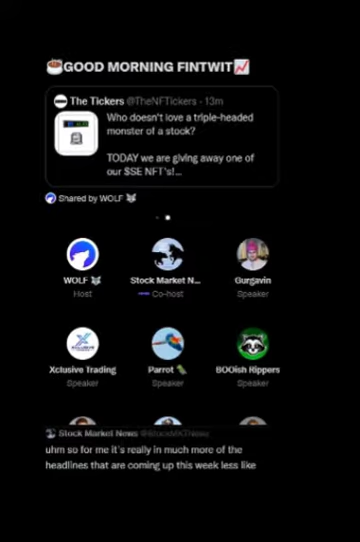 ☕GOOD MORNING FINTWIT📈
The Tickers @TheNFTickers · 13m
Who doesn't love a triple-headed
monster of a stock?
TODAY we are giving away one of
our $SE NFT's!...
Shared by WOLF 🐺
WOLF 🐺 Stock Market N... Gurgavin
Host Co-host Speaker
Xclusive Trading Parrot 🦜 BOOish Rippers
Speaker Speaker Speaker
Stock Market News
uhm so for me it's really in much more of the
headlines that are coming up this week less like